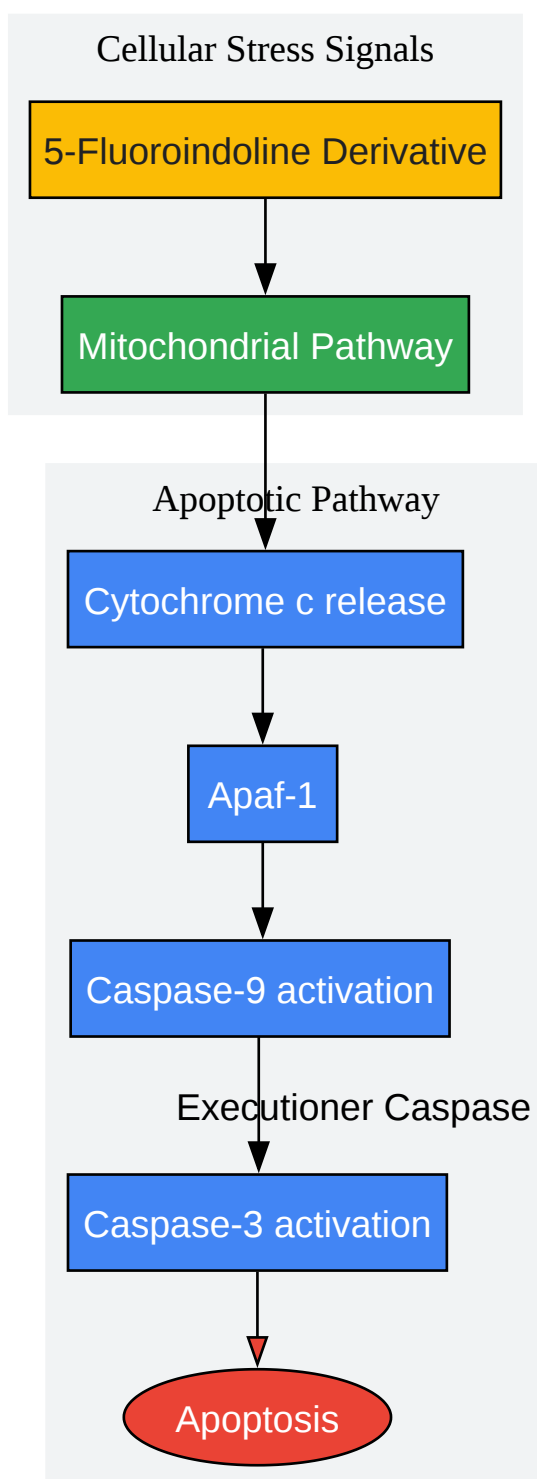 Cellular Stress Signals
5-Fluoroindoline Derivative
Mitochondrial Pathway
Apoptotic Pathway
Cytochrome c release
Apaf-1
Caspase-9 activation
Executioner Caspase
Caspase-3 activation
Apoptosis